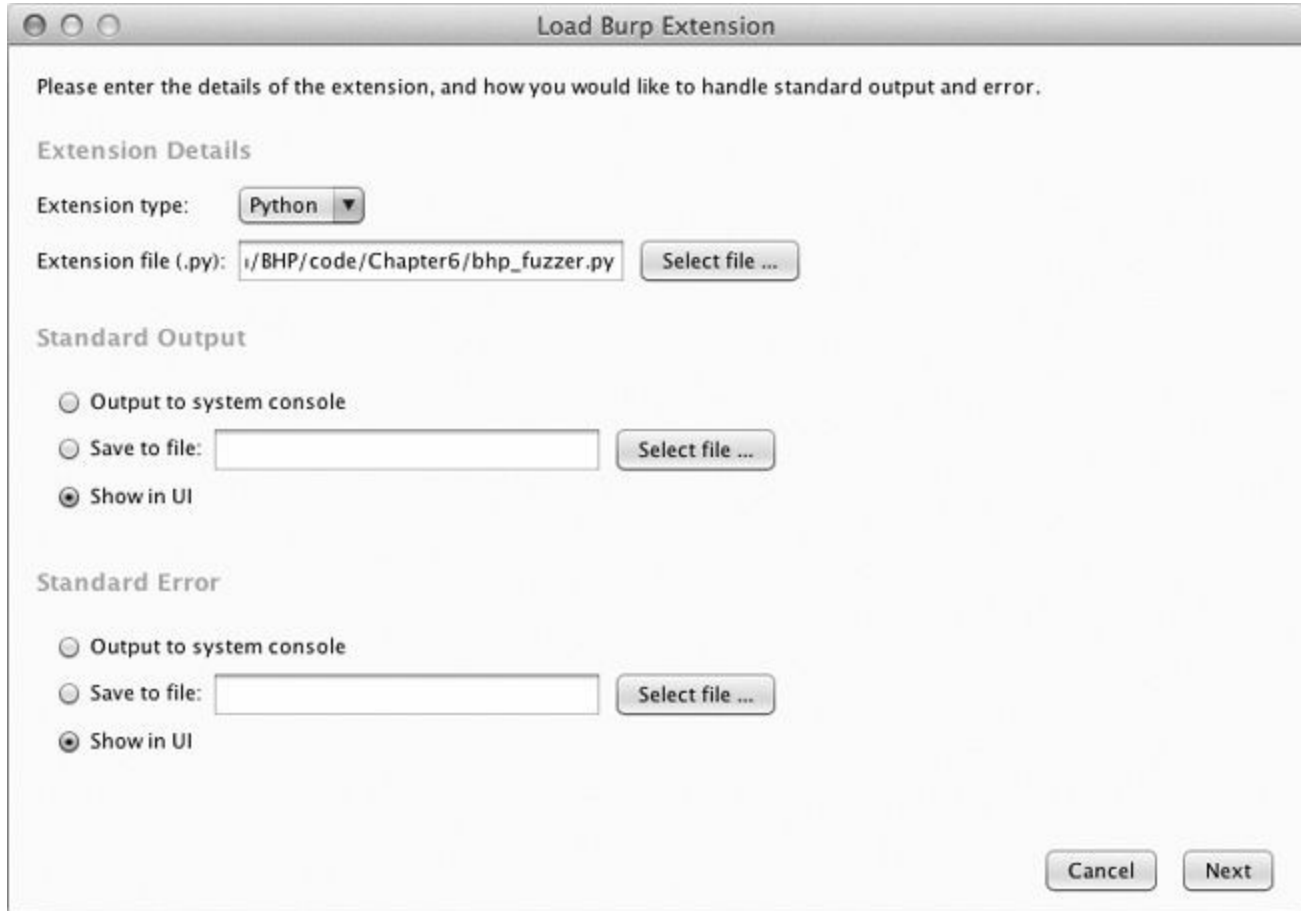 Load Burp Extension
Please enter the details of the extension, and how you would like to handle standard output and error.
Extension Details
Extension type: Python
Extension file (.py): /BHP/code/Chapter6/bhp_fuzzer.py Select file ...
Standard Output
Output to system console
Save to file: Select file ...
Show in UI
Standard Error
Output to system console
Save to file: Select file ...
Show in UI
Cancel Next